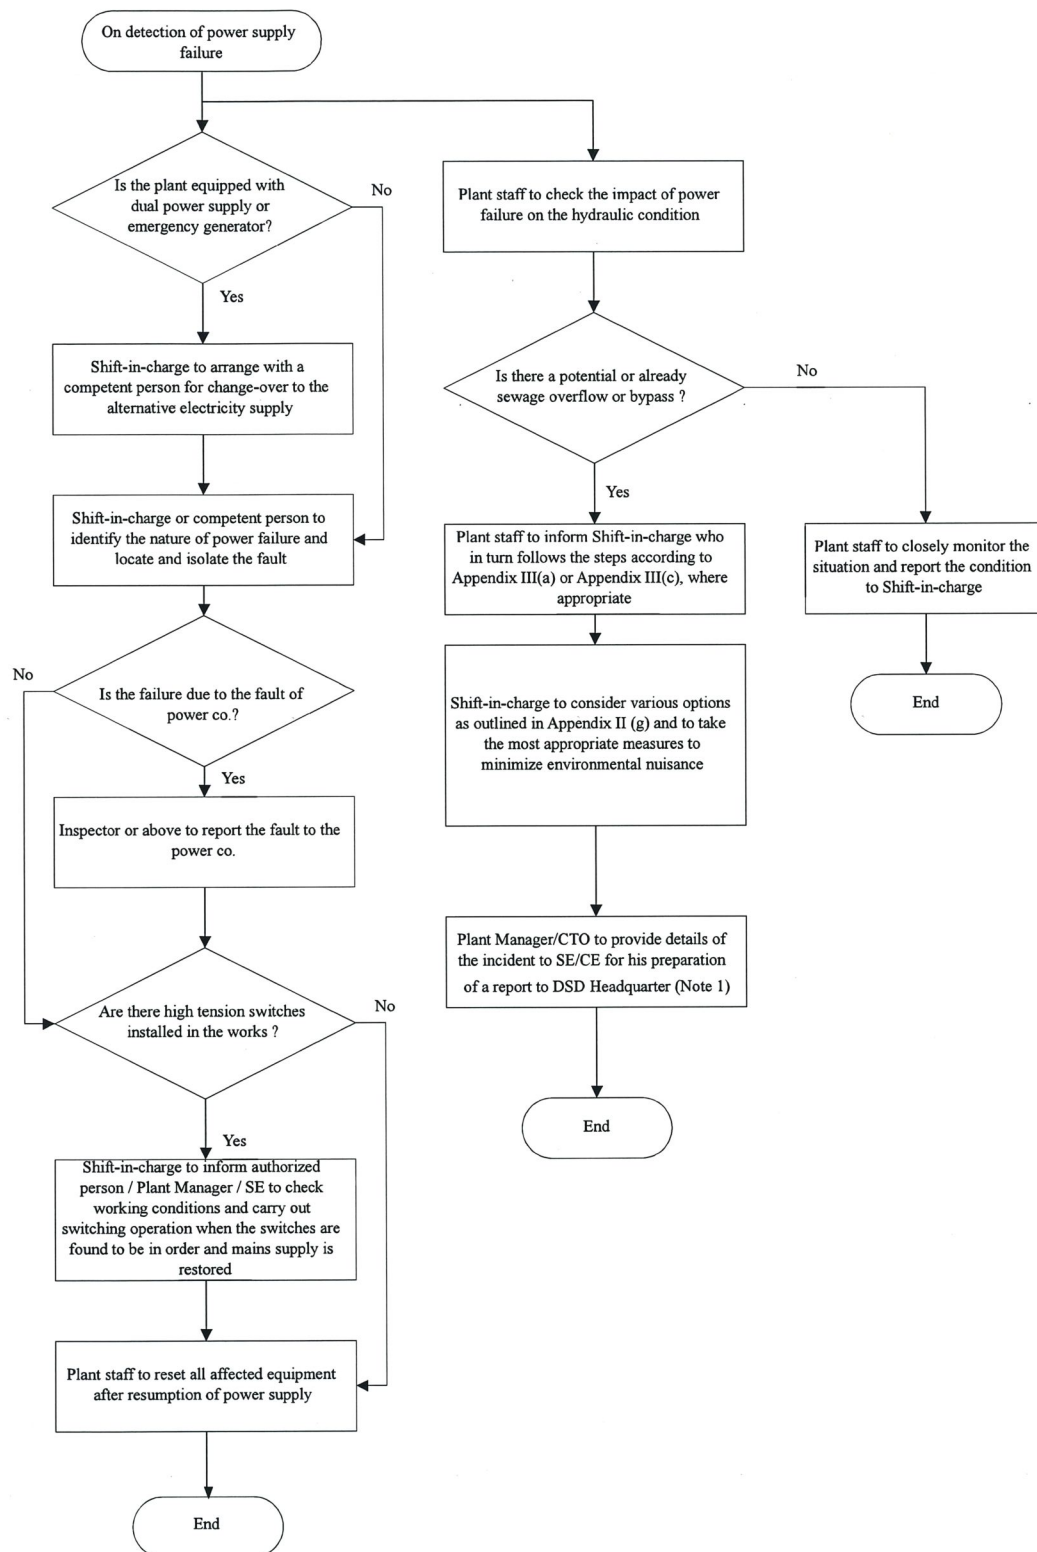 On detection of power supply
failure
Is the plant equipped with
dual power supply or
emergency generator?
No
Yes
Shift-in-charge to arrange with a
competent person for change-over to the
alternative electricity supply
Shift-in-charge or competent person to
identify the nature of power failure and
locate and isolate the fault
No
Is the failure due to the fault of
power co.?
Yes
Inspector or above to report the fault to the
power co.
Are there high tension switches
installed in the works ?
No
Yes
Shift-in-charge to inform authorized
person / Plant Manager / SE to check
working conditions and carry out
switching operation when the switches are
found to be in order and mains supply is
restored
Plant staff to reset all affected equipment
after resumption of power supply
End
Plant staff to check the impact of power
failure on the hydraulic condition
Is there a potential or already
sewage overflow or bypass ?
No
Yes
Plant staff to inform Shift-in-charge who
in turn follows the steps according to
Appendix III(a) or Appendix III(c), where
appropriate
Shift-in-charge to consider various options
as outlined in Appendix II (g) and to take
the most appropriate measures to
minimize environmental nuisance
Plant Manager/CTO to provide details of
the incident to SE/CE for his preparation
of a report to DSD Headquarter (Note 1)
End
Plant staff to closely monitor the
situation and report the condition
to Shift-in-charge
End